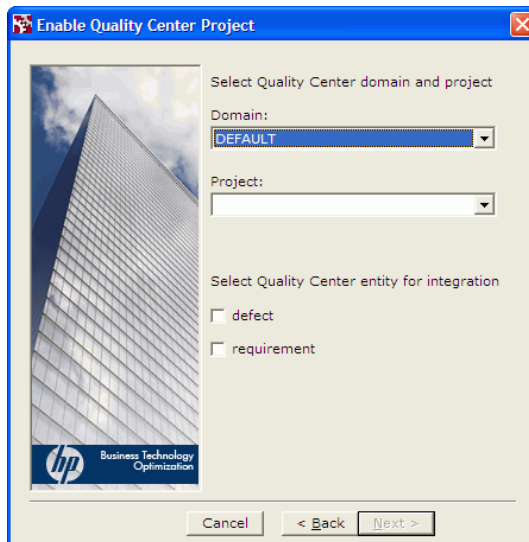 Enable Quality Center Project
Select Quality Center domain and project
Domain:
DEFAULT
Project:
Select Quality Center entity for integration
defect
requirement
hp
Business Technology
Optimization
Cancel
< Back
Next >